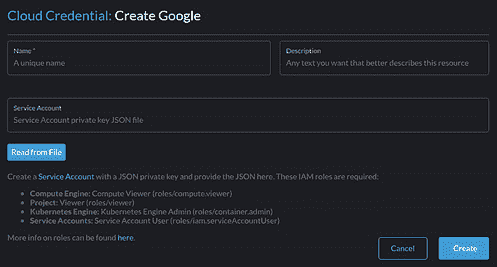 Cloud Credential: Create Google
Name *
A unique name
Description
Any text you want that better describes this resource
Service Account
Service Account private key JSON file
Read from File
Create a Service Account with a JSON private key and provide the JSON here. These IAM roles are required:
• Compute Engine: Compute Viewer (roles/compute.viewer)
• Project: Viewer (roles/viewer)
• Kubernetes Engine: Kubernetes Engine Admin (roles/container.admin)
• Service Accounts: Service Account User (roles/iam.serviceAccountUser)
More info on roles can be found here.
Cancel
Create